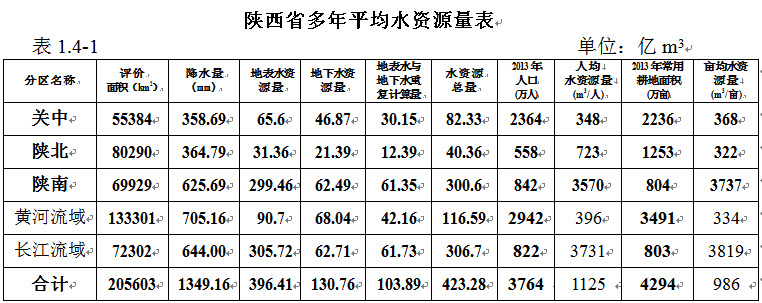 陕西省多年平均水资源量表
表 1.4-1 单位：亿 m³
分区名称 评价面积（km²） 降水量（mm） 地表水资源量 地下水资源量 地表水与地下水重复计算量 水资源总量 2013 年人口(万人) 人均水资源量(m³/人) 2013 年常用耕地面积(万亩) 亩均水资源量(m³/亩)
关中 55384 358.69 65.6 46.87 30.15 82.33 2364 348 2236 368
陕北 80290 364.79 31.36 21.39 12.39 40.36 558 723 1253 322
陕南 69929 625.69 299.46 62.49 61.35 300.6 842 3570 804 3737
黄河流域 133301 705.16 90.7 68.04 42.16 116.59 2942 396 3491 334
长江流域 72302 644.00 305.72 62.71 61.73 306.7 822 3731 803 3819
合计 205603 1349.16 396.41 130.76 103.89 423.28 3764 1125 4294 986